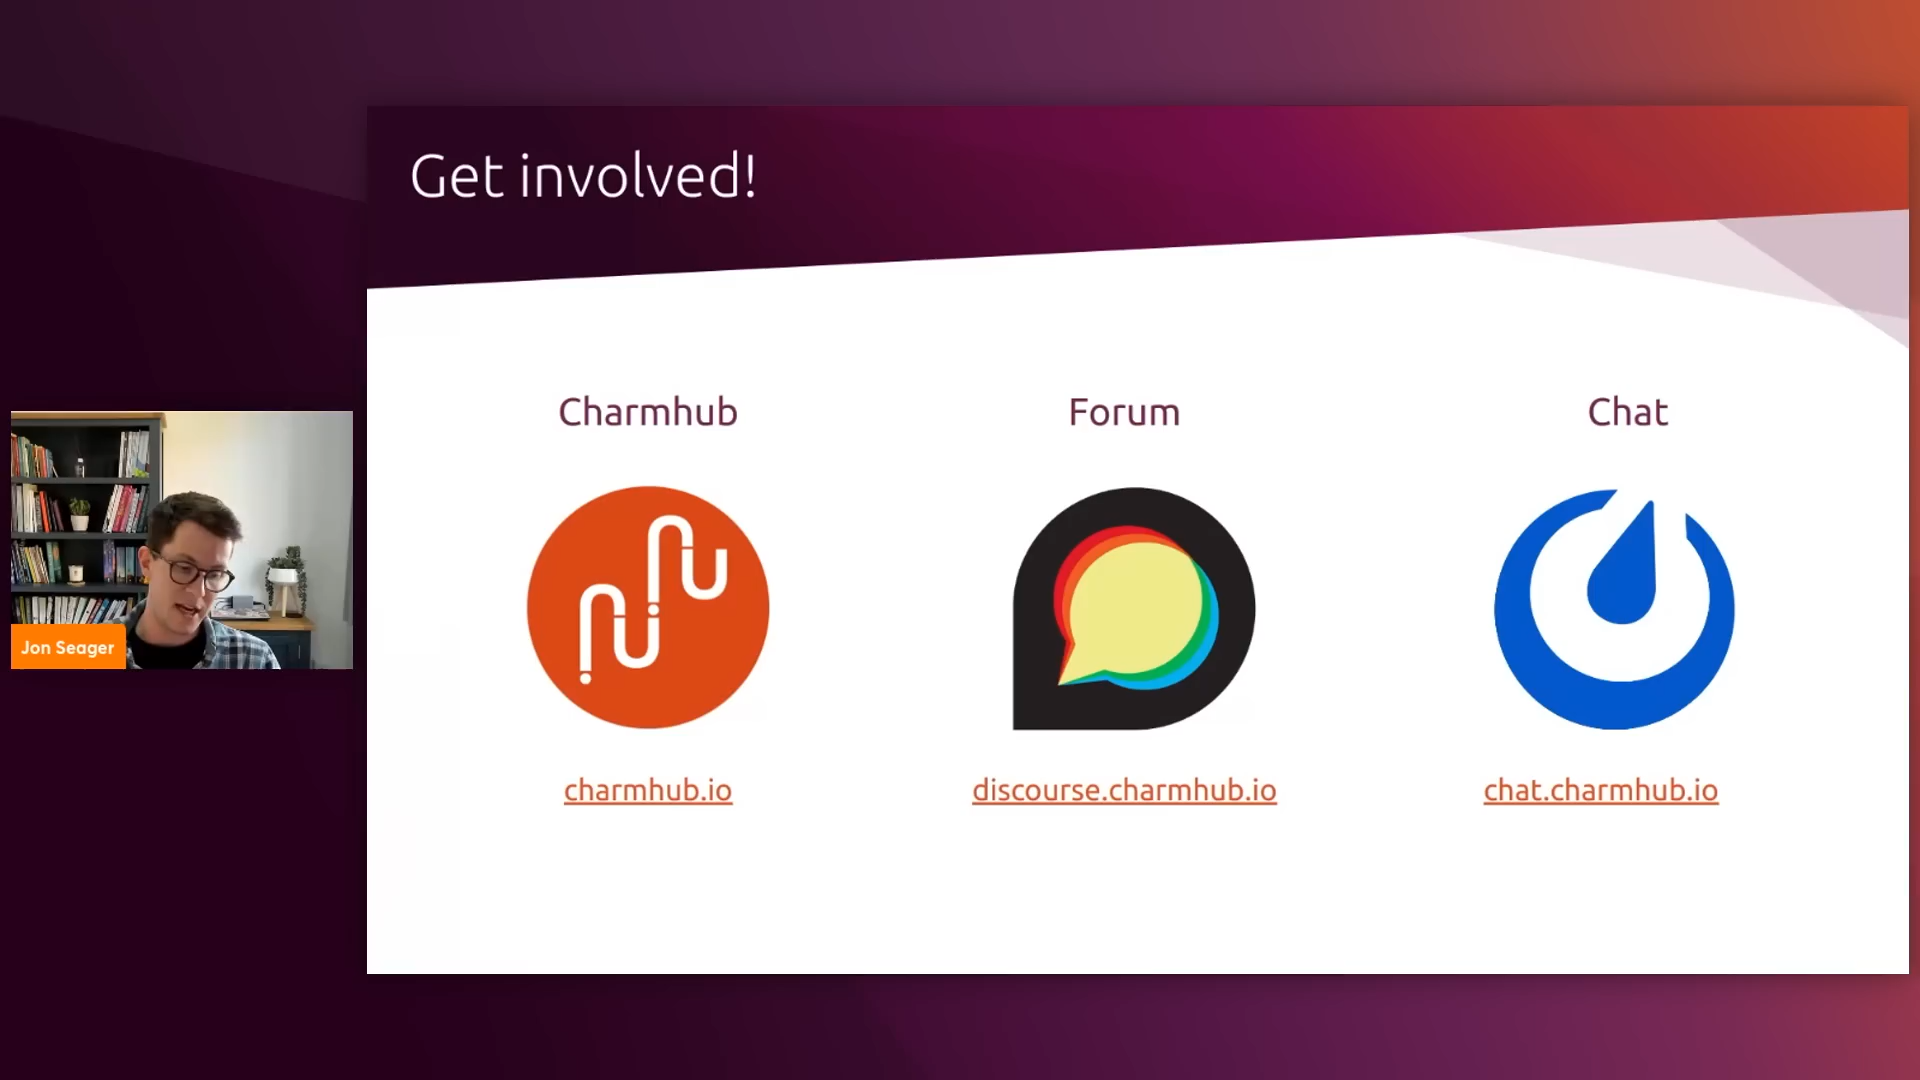 Get involved!
Charmhub
Forum
Chat
charmhub.io
discourse.charmhub.io
chat.charmhub.io
Jon Seager